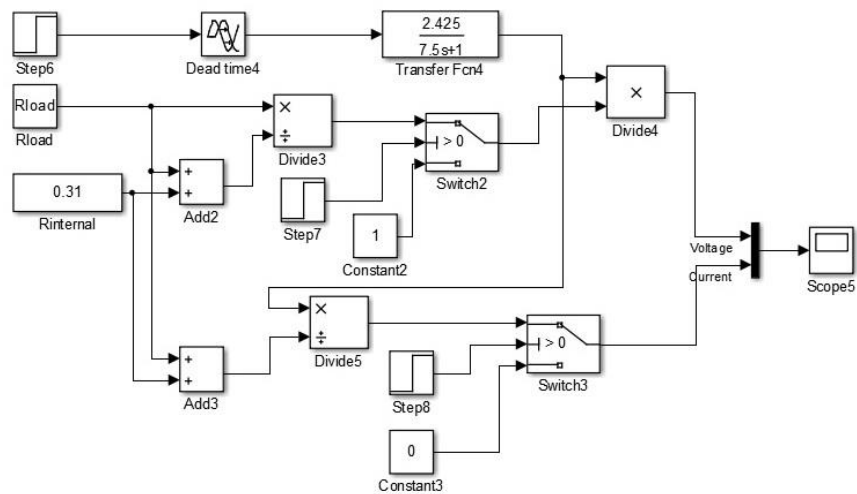 2.425
7.5s+1
Step6
Dead time4
Transfer Fcn4
Rload
×
÷
×
Rload
Divide3
> 0
Divide4
+
+
0.31
Switch2
Rinternal
Add2
Step7
1
Constant2
Voltage
Current
Scope5
×
÷
> 0
Divide5
+
+
Switch3
Add3
Step8
0
Constant3